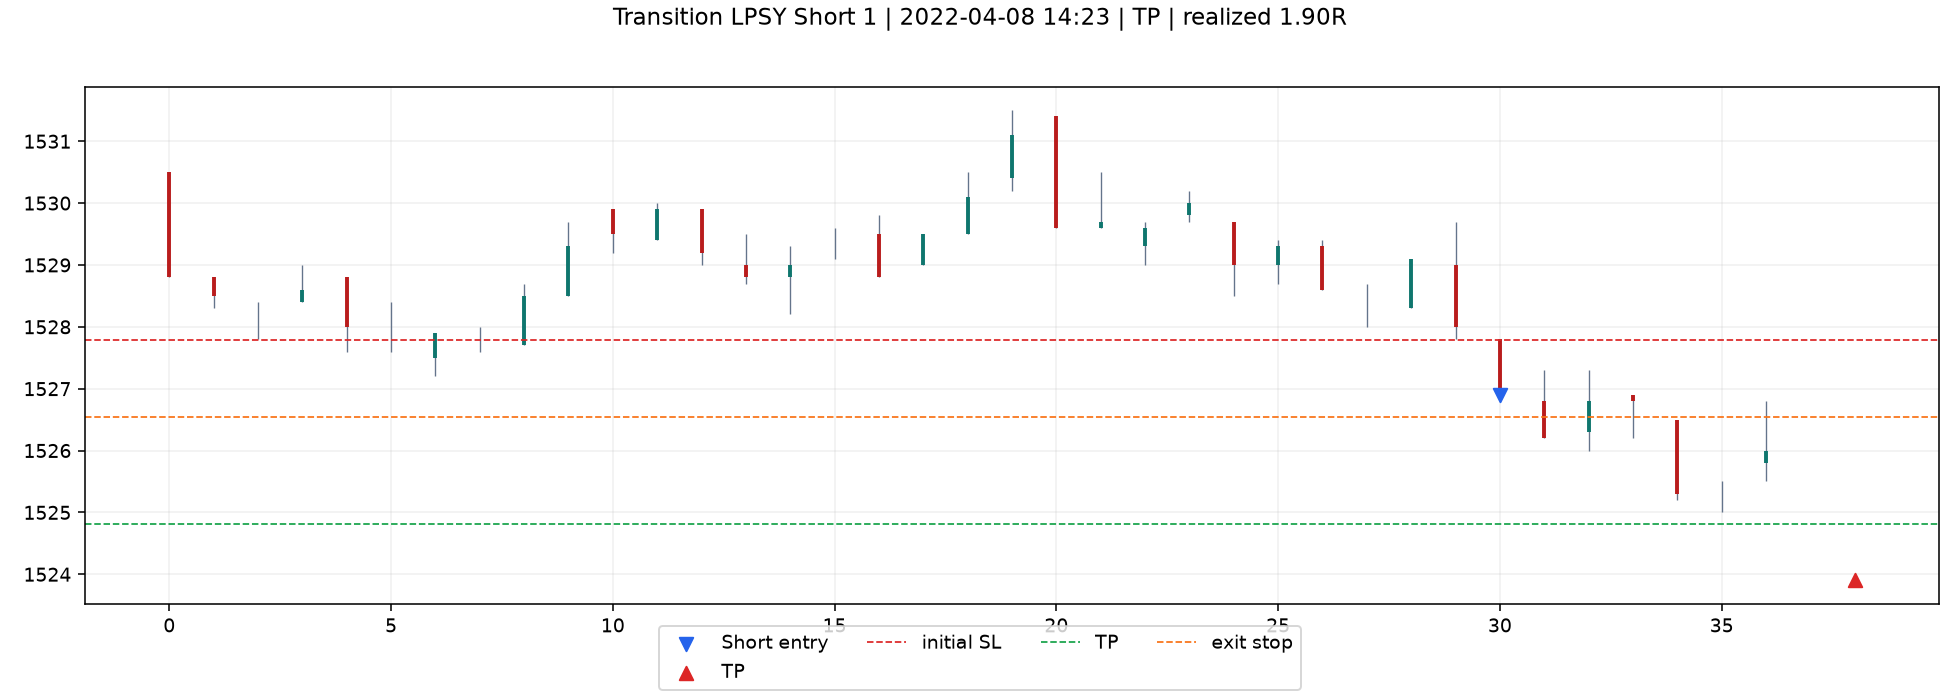 Transition LPSY Short 1 | 2022-04-08 14:23 | TP | realized 1.90R
1531
1530
1529
1528
1527
1526
1525
1524
0 5 10 15 20 25 30 35
Short entry initial SL TP exit stop
TP